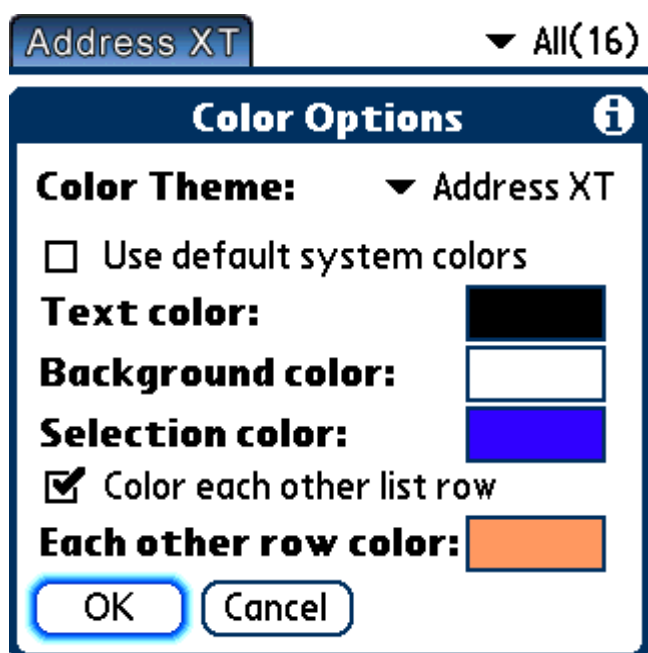 Address XT All(16)
Color Options
Color Theme: Address XT
Use default system colors
Text color:
Background color:
Selection color:
Color each other list row
Each other row color:
OK Cancel